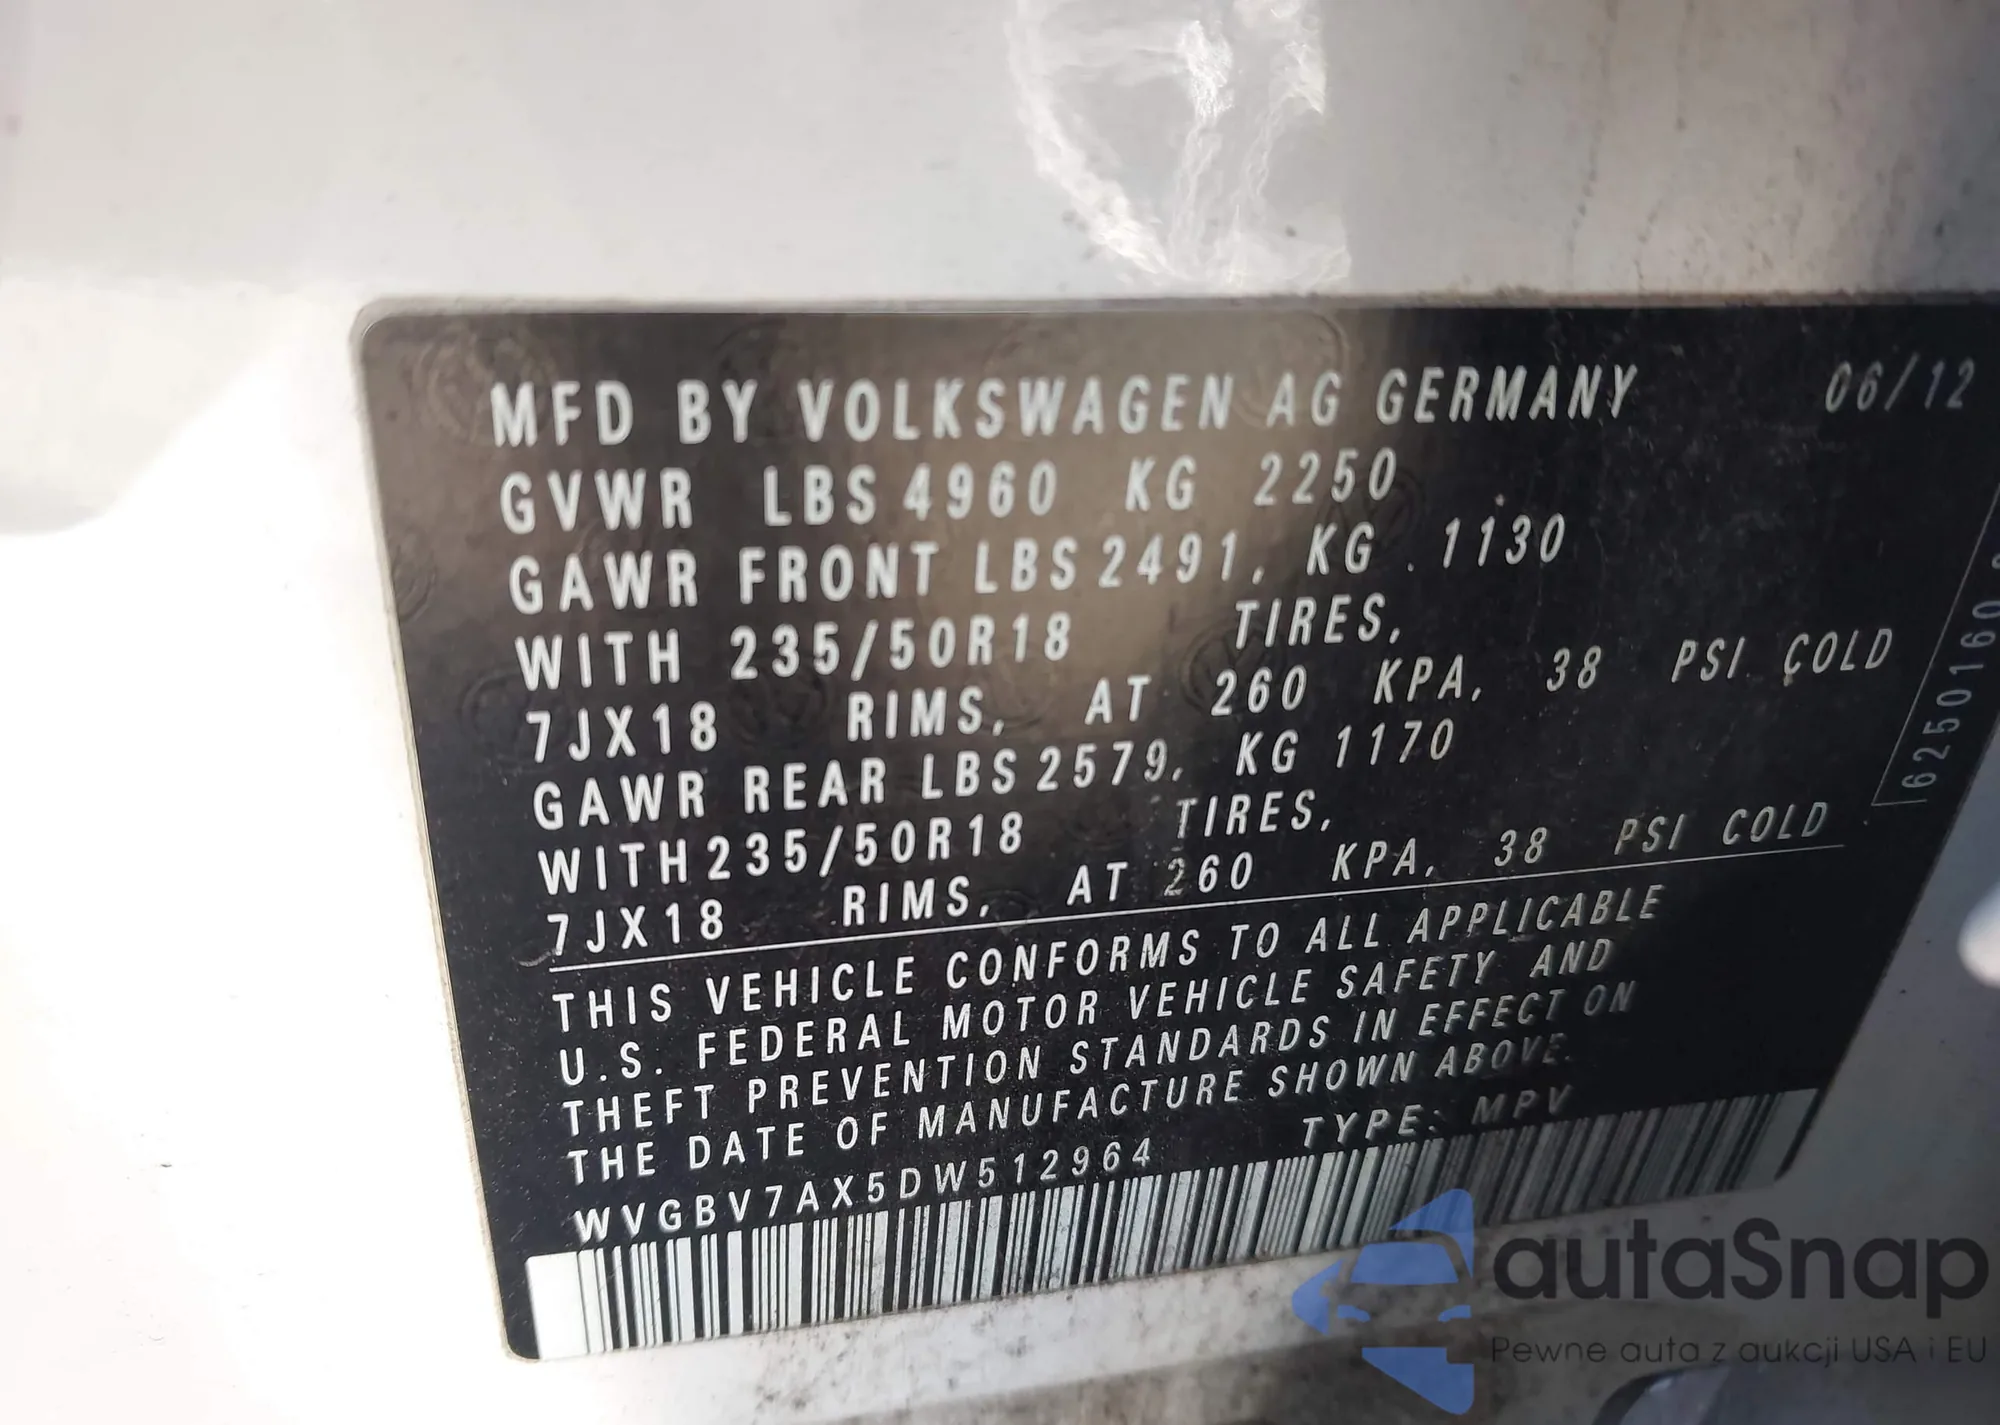 MFD BY VOLKSWAGEN AG GERMANY 06/12
GVWR LBS 4960 KG 2250
GAWR FRONT LBS 2491, KG . 1130
WITH 235/50R18 TIRES,
7JX18 RIMS, AT 260 KPA, 38 PSI COLD
GAWR REAR LBS 2579, KG 1170
WITH 235/50R18 TIRES,
7JX18 RIMS, AT 260 KPA, 38 PSI COLD
THIS VEHICLE CONFORMS TO ALL APPLICABLE
U.S. FEDERAL MOTOR VEHICLE SAFETY AND
THEFT PREVENTION STANDARDS IN EFFECT ON
THE DATE OF MANUFACTURE SHOWN ABOVE.
WVGBV7AX5DW512964 TYPE: MPV
6250160
autaSnap
Pewne auta z aukcji USA i EU